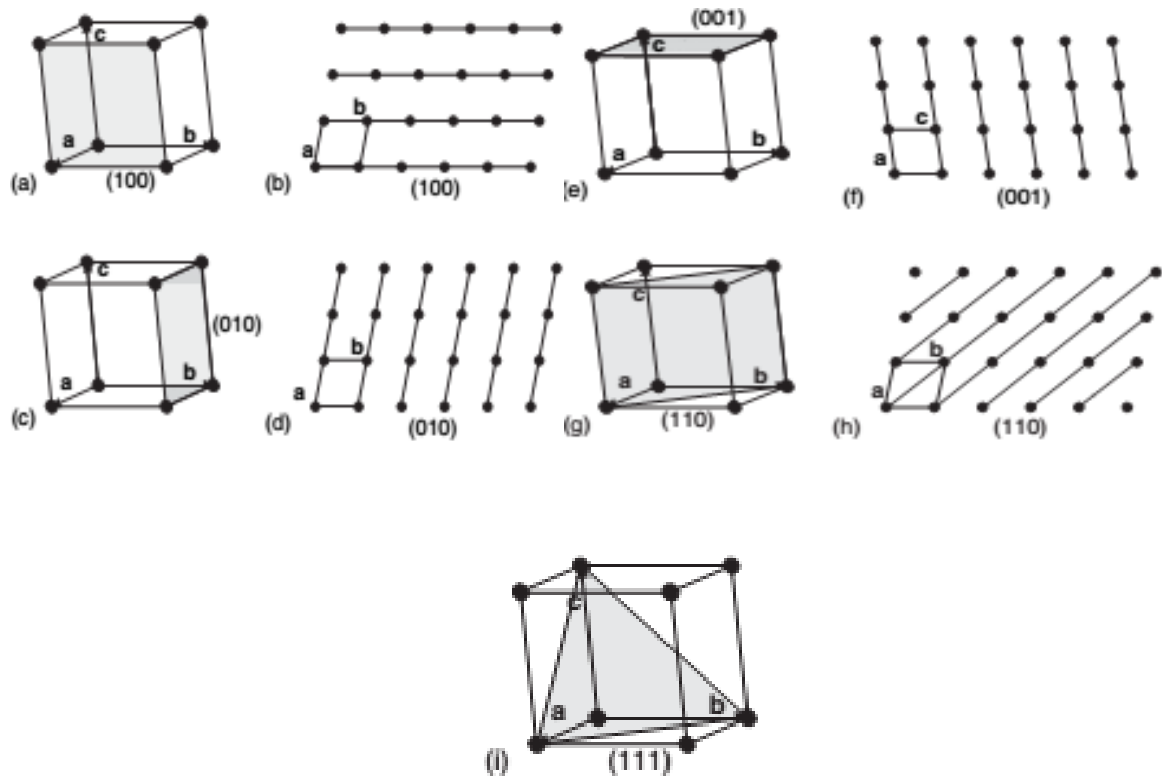 c
a
b
(a)
(100)
b
a
(b)
(100)
(001)
c
a
b
(e)
c
a
(f)
(001)
c
(010)
a
b
(c)
b
a
(d)
(010)
c
a
b
(g)
(110)
b
a
(h)
(110)
c
a
b
(i)
(111)